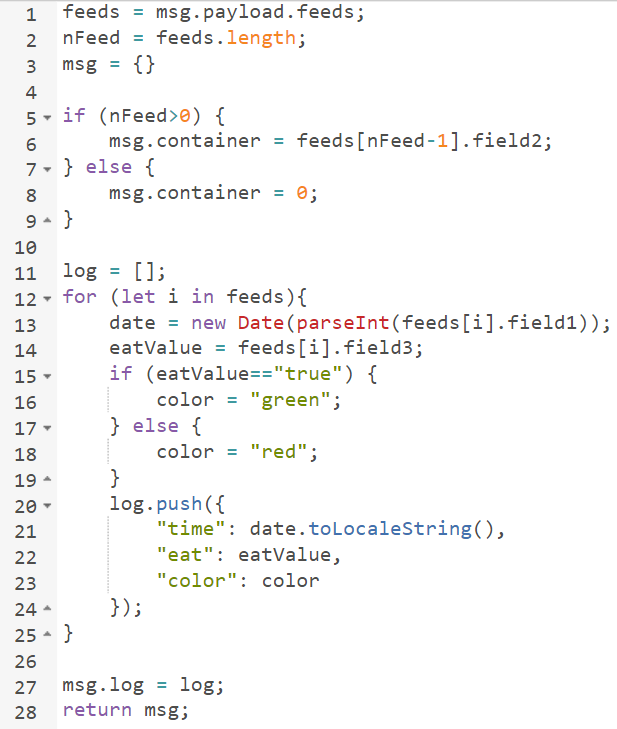 1 feeds = msg.payload.feeds;
2 nFeed = feeds.length;
3 msg = {}
4
5 if (nFeed>0) {
6     msg.container = feeds[nFeed-1].field2;
7 } else {
8     msg.container = 0;
9 }
10
11 log = [];
12 for (let i in feeds){
13     date = new Date(parseInt(feeds[i].field1));
14     eatValue = feeds[i].field3;
15     if (eatValue=="true") {
16         color = "green";
17     } else {
18         color = "red";
19     }
20     log.push({
21         "time": date.toLocaleString(),
22         "eat": eatValue,
23         "color": color
24     });
25 }
26
27 msg.log = log;
28 return msg;